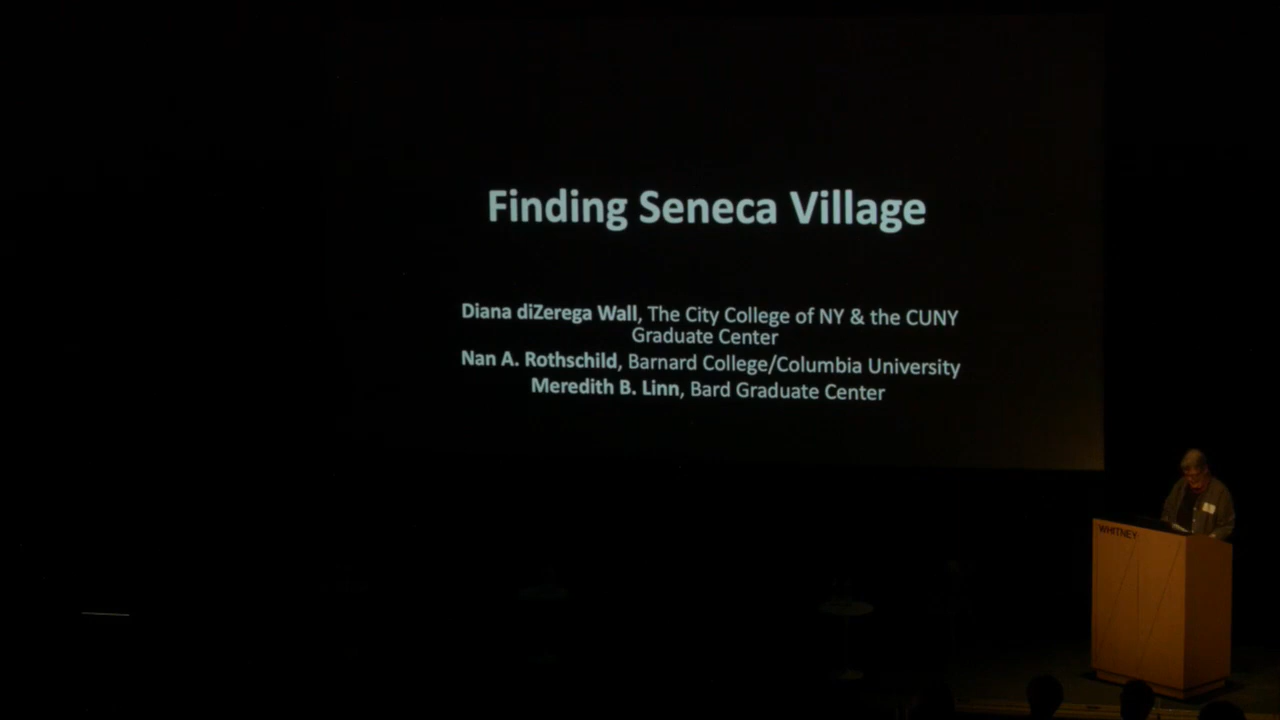 Finding Seneca Village
Diana diZerega Wall, The City College of NY & the CUNY
Graduate Center
Nan A. Rothschild, Barnard College/Columbia University
Meredith B. Linn, Bard Graduate Center
WHITNEY